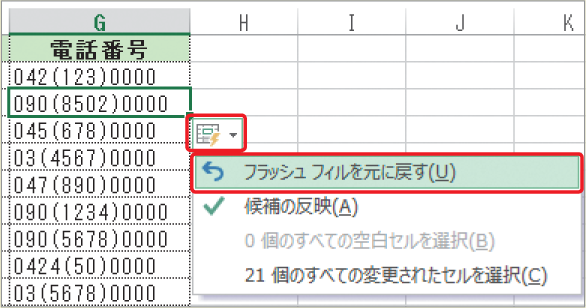 G H I J K
電話番号
042(123)0000
090(8502)0000
045(678)0000
03(4567)0000
047(890)0000
090(1234)0000
090(5678)0000
0424(50)0000
03(5678)0000
フラッシュ フィルを元に戻す(U)
候補の反映(A)
0 個のすべての空白セルを選択(B)
21 個のすべての変更されたセルを選択(C)